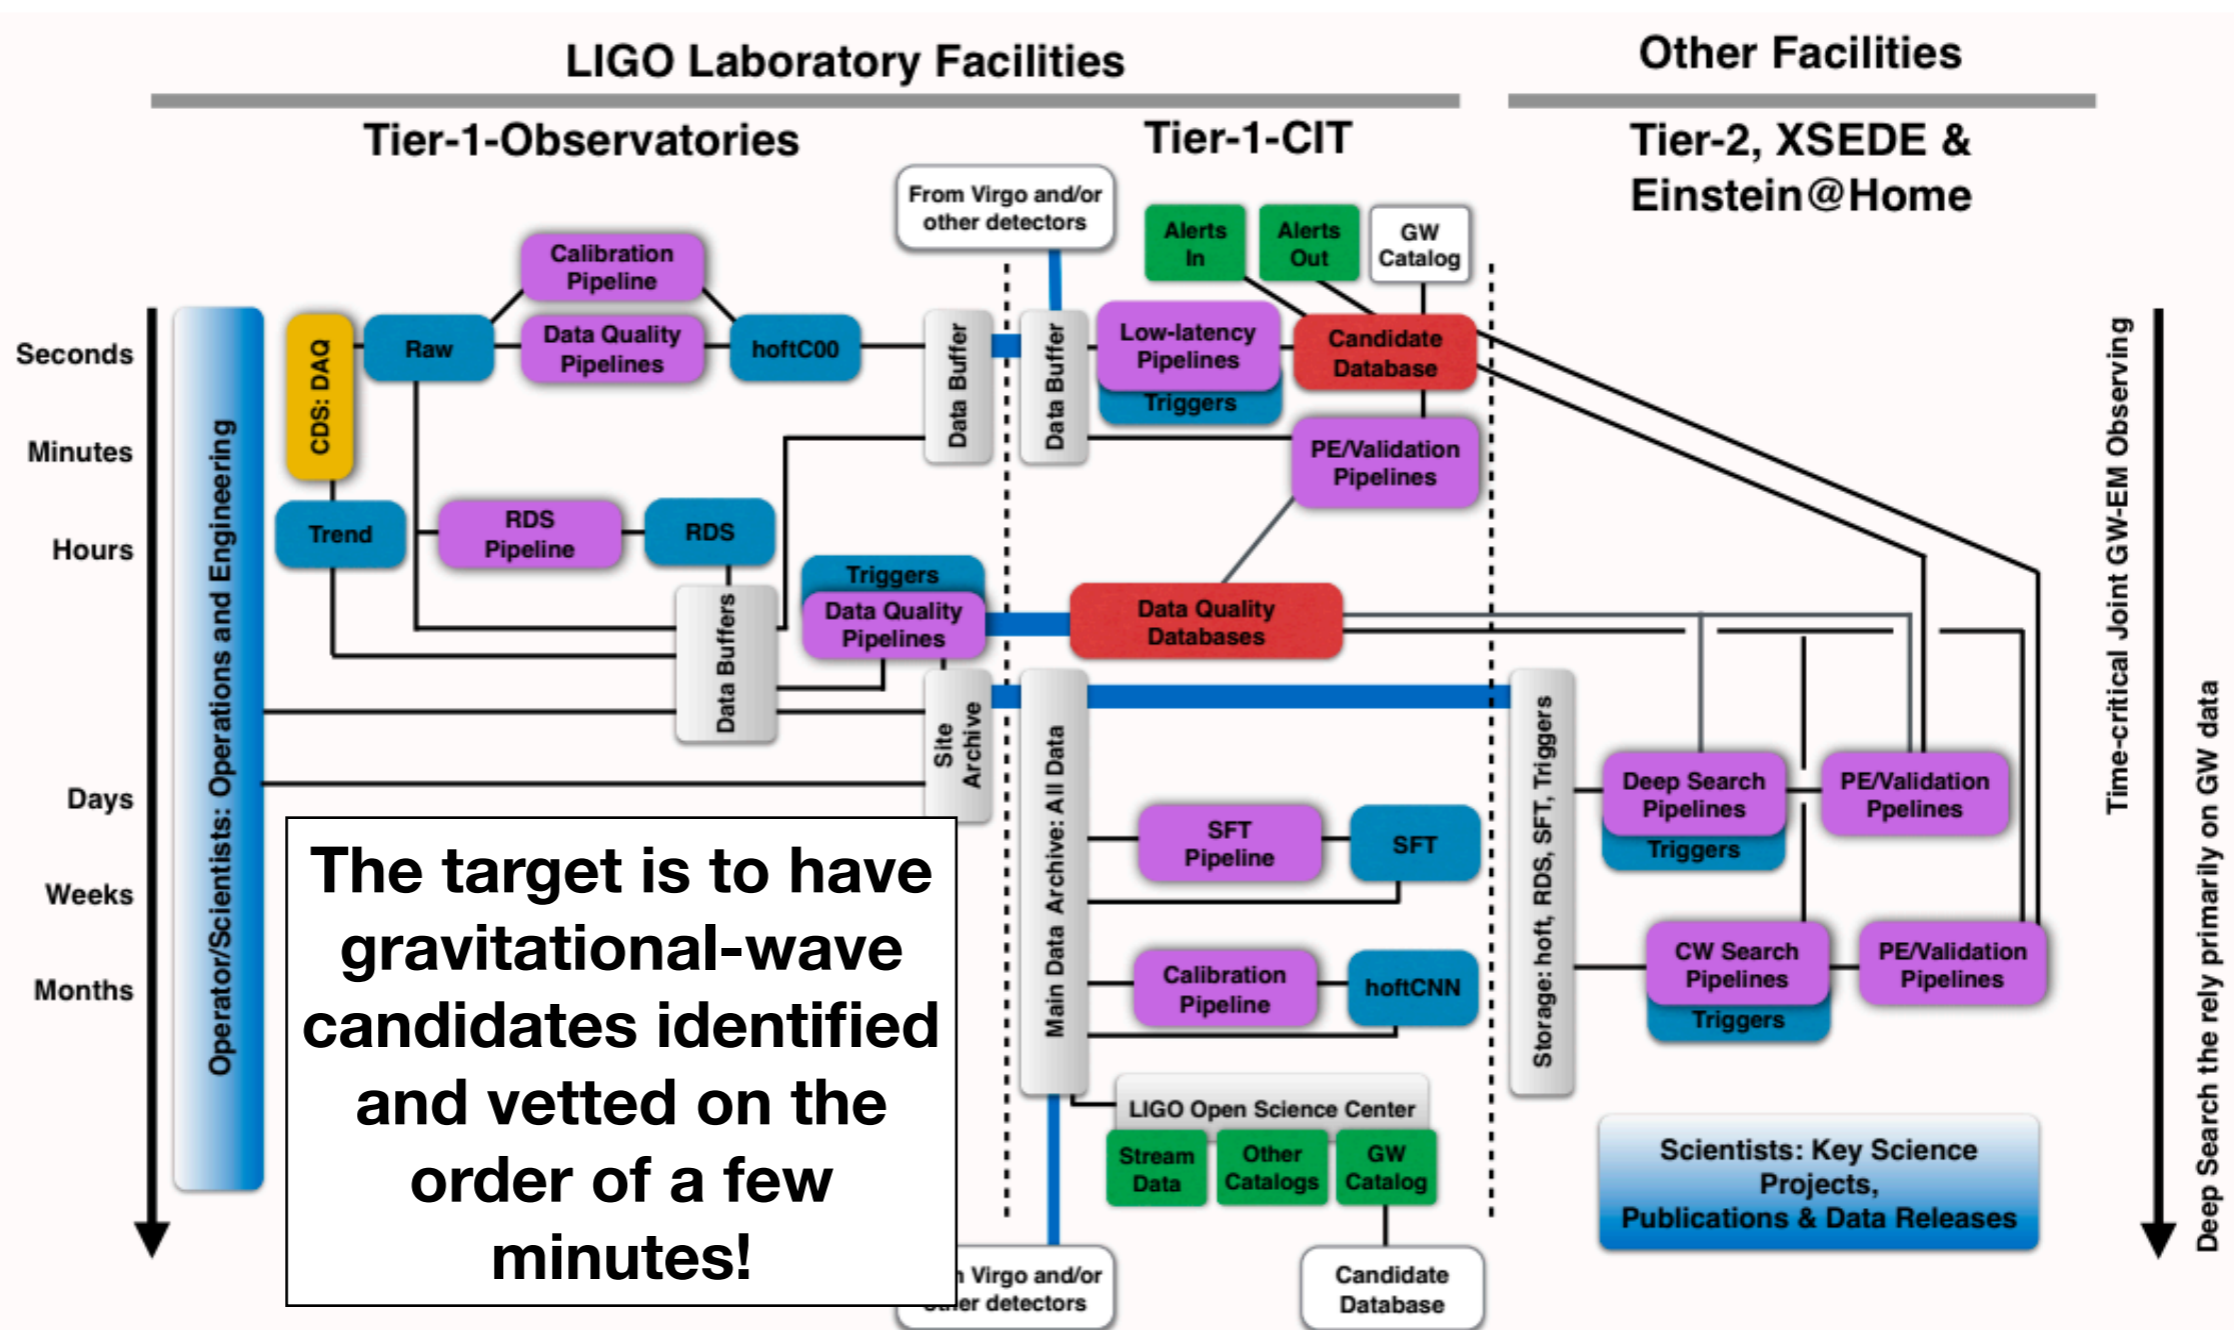 LIGO Laboratory Facilities
Other Facilities
Tier-1-Observatories
Tier-1-CIT
Tier-2, XSEDE &
Einstein@Home
From Virgo and/or
other detectors
Alerts
In
Alerts
Out
GW
Catalog
Calibration
Pipeline
Seconds
Minutes
Hours
Days
Weeks
Months
Operator/Scientists: Operations and Engineering
CDS: DAQ
Raw
Data Quality
Pipelines
hoftC00
Data Buffer
Data Buffer
Low-latency
Pipelines
Triggers
Candidate
Database
PE/Validation
Pipelines
Trend
RDS
Pipeline
RDS
Data Buffers
Triggers
Data Quality
Pipelines
Data Quality
Databases
Site
Archive
Main Data Archive: All Data
SFT
Pipeline
SFT
Calibration
Pipeline
hoftCNN
Storage: hoft, RDS, SFT, Triggers
Deep Search
Pipelines
Triggers
PE/Validation
Ppelines
CW Search
Pipelines
Triggers
PE/Validation
Pipelines
The target is to have
gravitational-wave
candidates identified
and vetted on the
order of a few
minutes!
LIGO Open Science Center
Stream
Data
Other
Catalogs
GW
Catalog
Virgo and/or
detectors
Candidate
Database
Scientists: Key Science
Projects,
Publications & Data Releases
Time-critical Joint GW-EM Observing
Deep Search the rely primarily on GW data